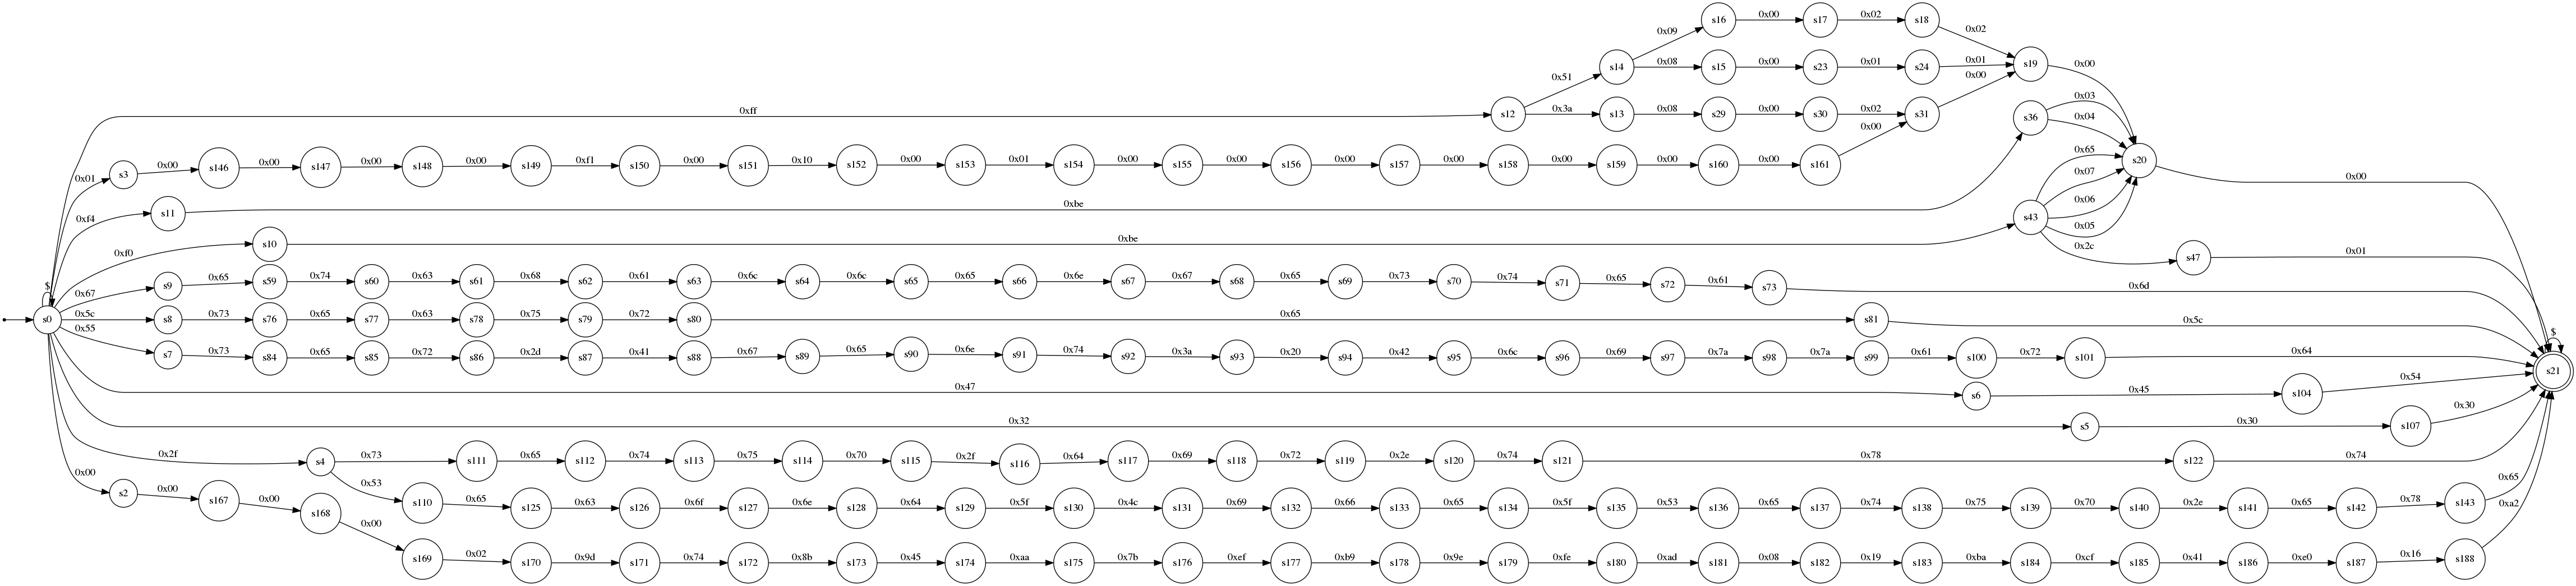 s16 0x00 s17 0x02 s18
0x09 0x02
s14 0x08 s15 0x00 s23 0x01 s24 0x01 s19 0x00
0x51 0x00
0xff s12 0x3a s13 0x08 s29 0x00 s30 0x02 s31 s36 0x03
0x04
0x00
0x01 s3 0x00 s146 0x00 s147 0x00 s148 0x00 s149 0xf1 s150 0x00 s151 0x10 s152 0x00 s153 0x01 s154 0x00 s155 0x00 s156 0x00 s157 0x00 s158 0x00 s159 0x00 s160 0x00 s161 0x65 s20 0x00
0x07
0xf4 s11 0xbe 0x06
s43 0x05
0xf0 s10 0xbe 0x2c s47 0x01
0x67 s9 0x65 s59 0x74 s60 0x63 s61 0x68 s62 0x61 s63 0x6c s64 0x6c s65 0x65 s66 0x6e s67 0x67 s68 0x65 s69 0x73 s70 0x74 s71 0x65 s72 0x61 s73 0x6d
$
s0 0x5c s8 0x73 s76 0x65 s77 0x63 s78 0x75 s79 0x72 s80 0x65 s81 0x5c
0x55 s7 0x73 s84 0x65 s85 0x72 s86 0x2d s87 0x41 s88 0x67 s89 0x65 s90 0x6e s91 0x74 s92 0x3a s93 0x20 s94 0x42 s95 0x6c s96 0x69 s97 0x7a s98 0x7a s99 0x61 s100 0x72 s101 0x64
$
s21
0x47 s6 0x45 s104 0x54
0x32 s5 0x30 s107 0x30
0x2f s4 0x73 s111 0x65 s112 0x74 s113 0x75 s114 0x70 s115 0x2f s116 0x64 s117 0x69 s118 0x72 s119 0x2e s120 0x74 s121 0x78 s122 0x74
0x53 s110 0x65 s125 0x63 s126 0x6f s127 0x6e s128 0x64 s129 0x5f s130 0x4c s131 0x69 s132 0x66 s133 0x65 s134 0x5f s135 0x53 s136 0x65 s137 0x74 s138 0x75 s139 0x70 s140 0x2e s141 0x65 s142 0x78 s143 0x65
0x00 s2 0x00 s167 0x00 s168 0x00 s169 0x02 s170 0x9d s171 0x74 s172 0x8b s173 0x45 s174 0xaa s175 0x7b s176 0xef s177 0xb9 s178 0x9e s179 0xfe s180 0xad s181 0x08 s182 0x19 s183 0xba s184 0xcf s185 0x41 s186 0xe0 s187 0x16 s188 0xa2